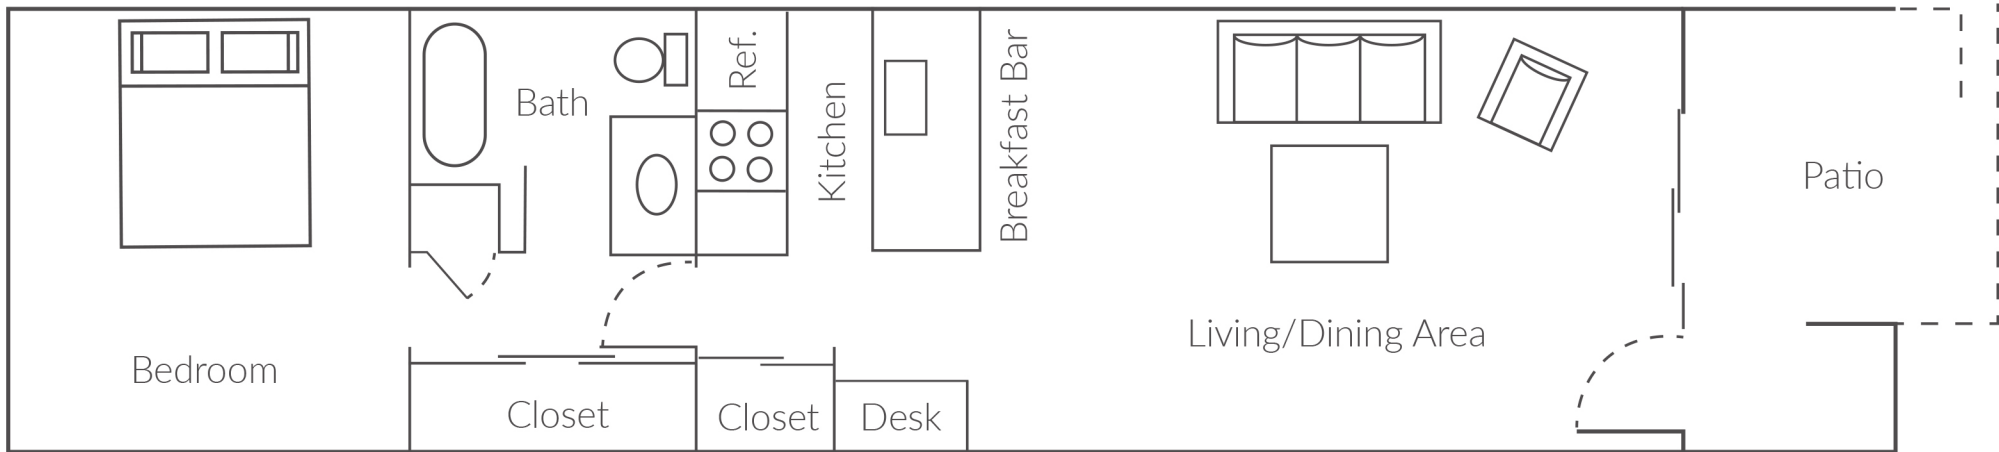 Bedroom
Bath
Closet
Ref.
Kitchen
Closet
Desk
Breakfast Bar
Living/Dining Area
Patio